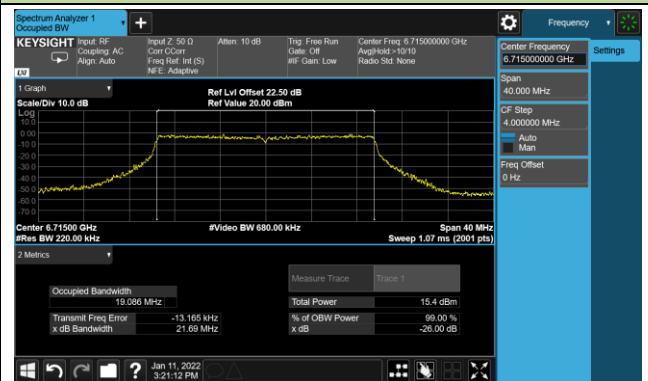 Spectrum Analyzer 1
Occupied BW
Frequency
KEYSIGHT
Input: RF
Coupling: AC
Align: Auto
Input Z: 50 Ω
Corr CCorr
Freq Ref: Int (S)
NFE: Adaptive
Atten: 10 dB
Trig: Free Run
Gate: Off
#IF Gain: Low
Center Freq: 6.715000000 GHz
Avg|Hold:>10/10
Radio Std: None
LXI
Center Frequency
6.715000000 GHz
Settings
Span
40.000 MHz
CF Step
4.000000 MHz
Auto
Man
Freq Offset
0 Hz
1 Graph
Scale/Div 10.0 dB
Ref Lvl Offset 22.50 dB
Ref Value 20.00 dBm
Log
10.0
0.00
-10.0
-20.0
-30.0
-40.0
-50.0
-60.0
-70.0
Center 6.71500 GHz
#Res BW 220.00 kHz
#Video BW 680.00 kHz
Span 40 MHz
Sweep 1.07 ms (2001 pts)
2 Metrics
Measure Trace
Trace 1
Occupied Bandwidth
19.086 MHz
Total Power
15.4 dBm
Transmit Freq Error
-13.165 kHz
% of OBW Power
99.00 %
x dB Bandwidth
21.69 MHz
x dB
-26.00 dB
Jan 11, 2022
3:21:12 PM